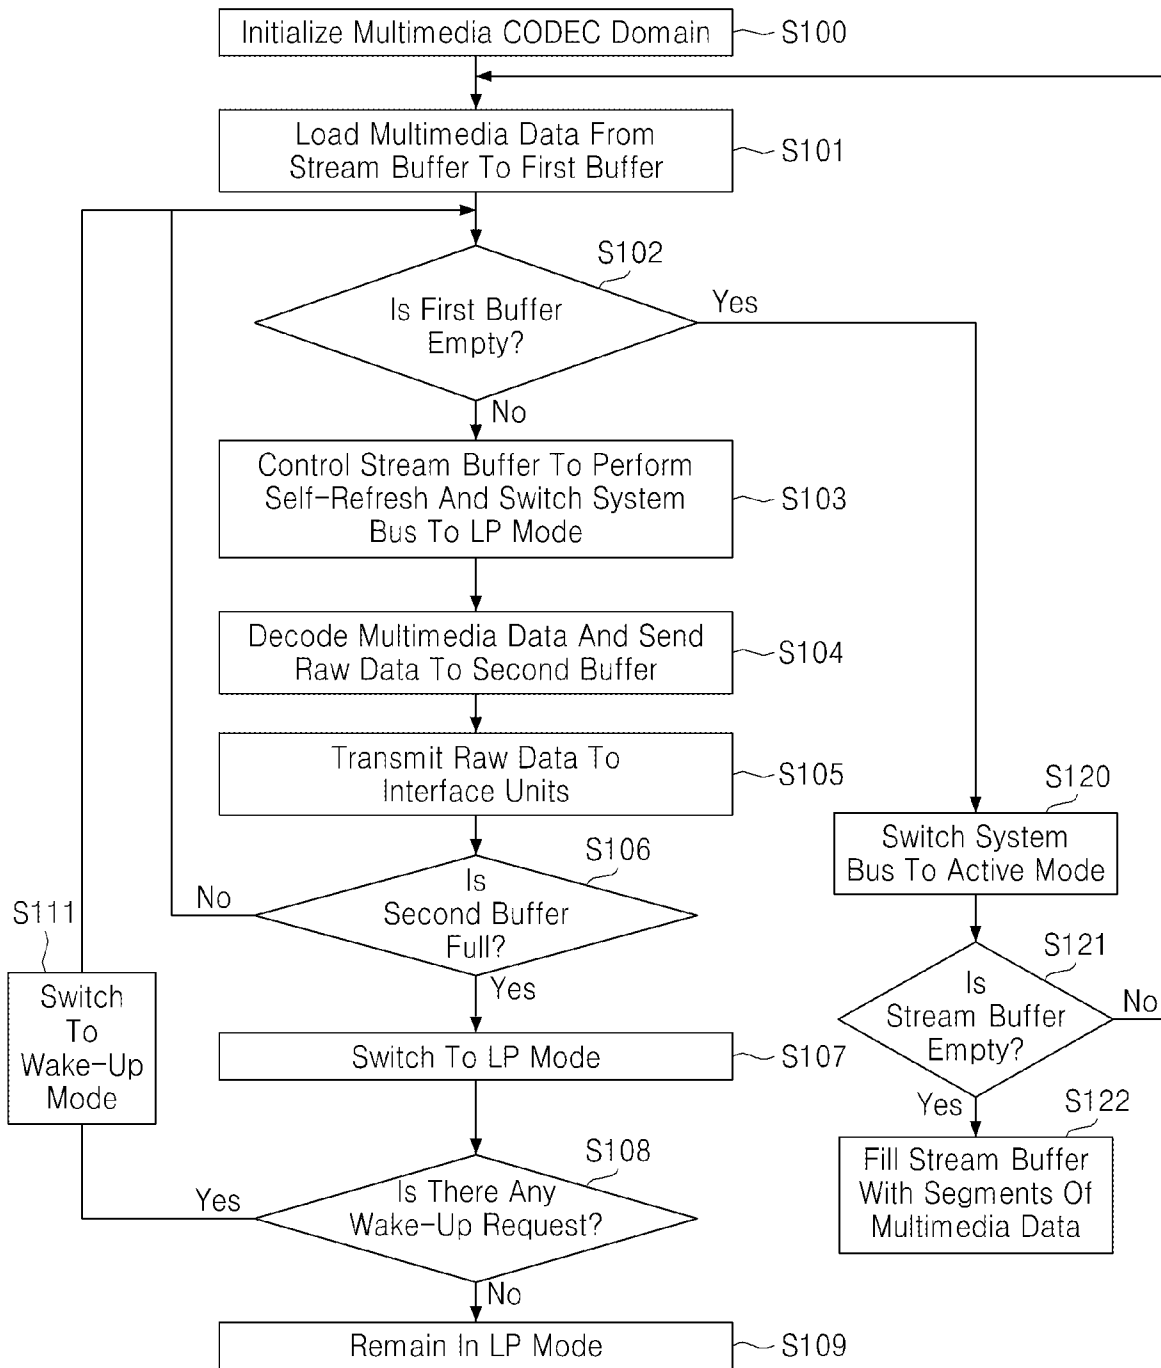 Initialize Multimedia CODEC Domain
S100
Load Multimedia Data From
Stream Buffer To First Buffer
S101
S102
Is First Buffer
Empty?
Yes
No
Control Stream Buffer To Perform
Self-Refresh And Switch System
Bus To LP Mode
S103
Decode Multimedia Data And Send
Raw Data To Second Buffer
S104
Transmit Raw Data To
Interface Units
S105
S106
Is
Second Buffer
Full?
No
Yes
S111
Switch
To
Wake-Up
Mode
Switch To LP Mode
S107
S108
Is There Any
Wake-Up Request?
Yes
No
Remain In LP Mode
S109
S120
Switch System
Bus To Active Mode
S121
Is
Stream Buffer
Empty?
No
Yes
S122
Fill Stream Buffer
With Segments Of
Multimedia Data